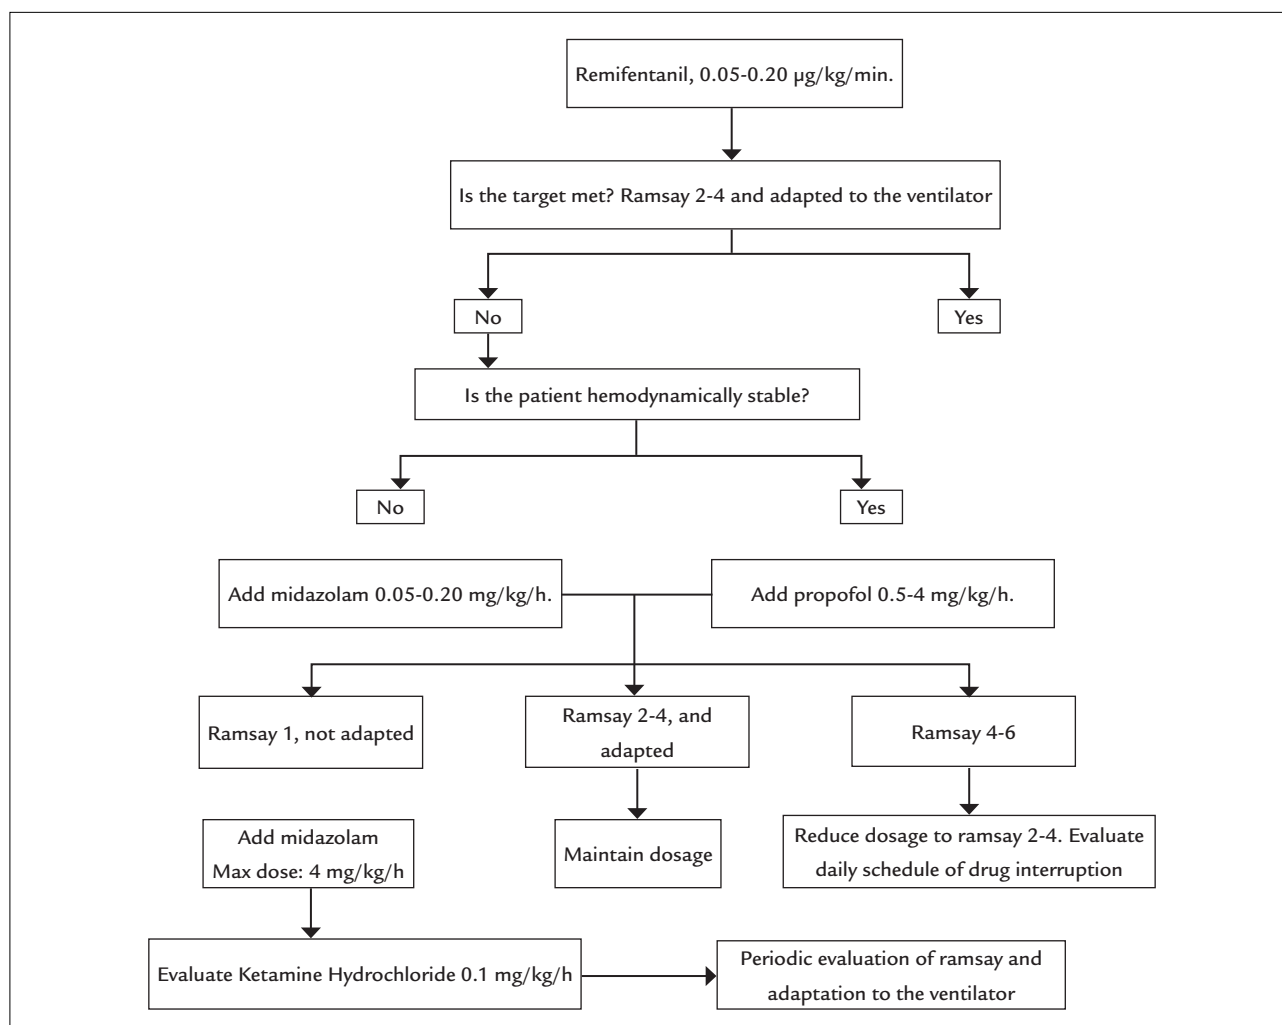 Remifentanil, 0.05-0.20 µg/kg/min.
Is the target met? Ramsay 2-4 and adapted to the ventilator
No
Yes
Is the patient hemodynamically stable?
No
Yes
Add midazolam 0.05-0.20 mg/kg/h.
Add propofol 0.5-4 mg/kg/h.
Ramsay 1, not adapted
Ramsay 2-4, and
adapted
Ramsay 4-6
Add midazolam
Max dose: 4 mg/kg/h
Maintain dosage
Reduce dosage to ramsay 2-4. Evaluate
daily schedule of drug interruption
Evaluate Ketamine Hydrochloride 0.1 mg/kg/h
Periodic evaluation of ramsay and
adaptation to the ventilator